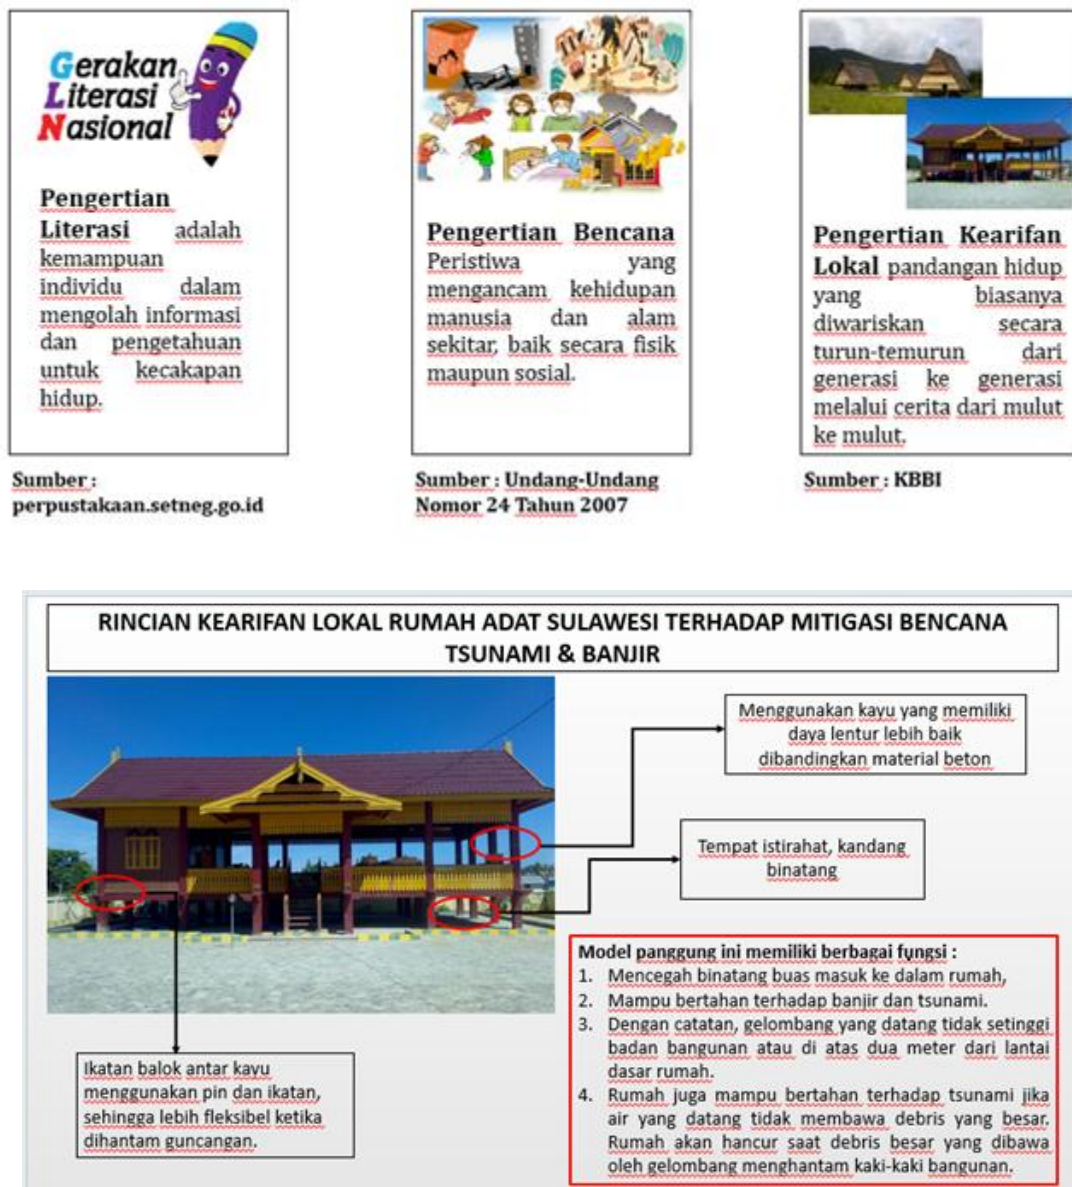 Gerakan
Literasi
Nasional
Pengertian
Literasi adalah
kemampuan
individu dalam
mengolah informasi
dan pengetahuan
untuk kecakapan
hidup.
Sumber :
perpustakaan.setneg.go.id
Pengertian Bencana
Peristiwa yang
mengancam kehidupan
manusia dan alam
sekitar, baik secara fisik
maupun sosial.
Sumber : Undang-Undang
Nomor 24 Tahun 2007
Pengertian Kearifan
Lokal pandangan hidup
yang biasanya
diwariskan secara
turun-temurun dari
generasi ke generasi
melalui cerita dari mulut
ke mulut.
Sumber : KBBI
RINCIAN KEARIFAN LOKAL RUMAH ADAT SULAWESI TERHADAP MITIGASI BENCANA
TSUNAMI & BANJIR
Menggunakan kayu yang memiliki
daya lentur lebih baik
dibandingkan material beton
Tempat istirahat, kandang
binatang
Model panggung ini memiliki berbagai fungsi :
1. Mencegah binatang buas masuk ke dalam rumah,
2. Mampu bertahan terhadap banjir dan tsunami.
3. Dengan catatan, gelombang yang datang tidak setinggi
badan bangunan atau di atas dua meter dari lantai
dasar rumah.
4. Rumah juga mampu bertahan terhadap tsunami jika
air yang datang tidak membawa debris yang besar.
Rumah akan hancur saat debris besar yang dibawa
oleh gelombang menghantam kaki-kaki bangunan.
Ikatan balok antar kayu
menggunakan pin dan ikatan,
sehingga lebih fleksibel ketika
dihantam guncangan.